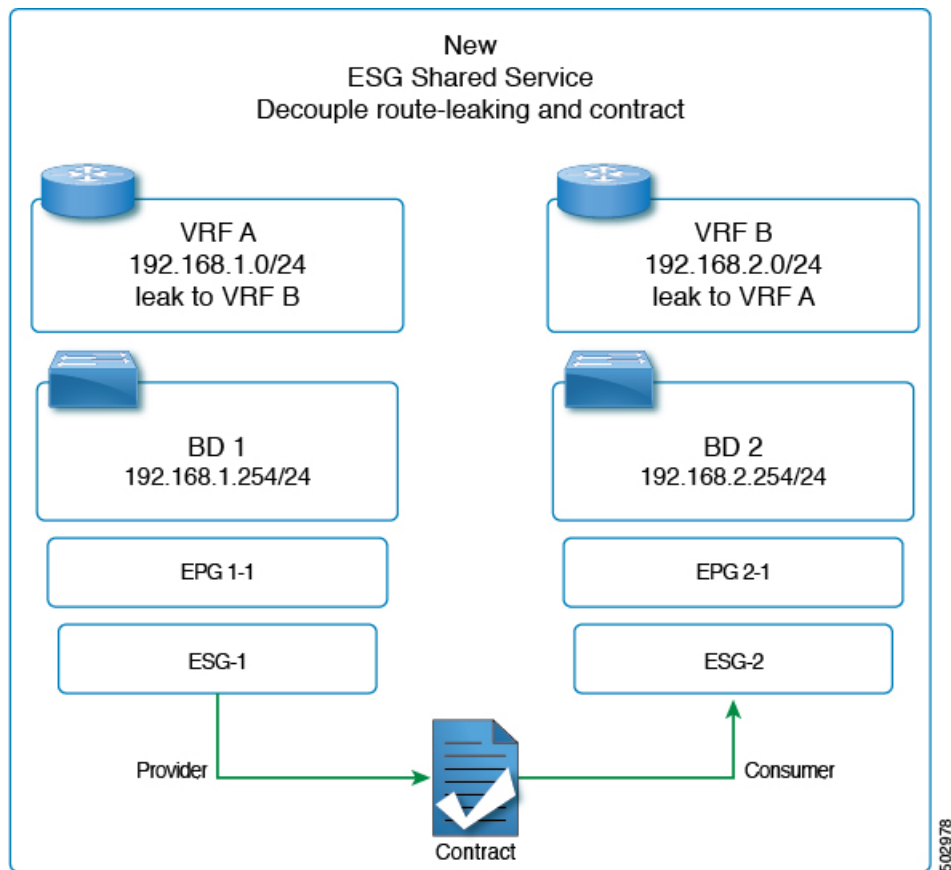 New
ESG Shared Service
Decouple route-leaking and contract
VRF A
192.168.1.0/24
leak to VRF B
VRF B
192.168.2.0/24
leak to VRF A
BD 1
192.168.1.254/24
BD 2
192.168.2.254/24
EPG 1-1
EPG 2-1
ESG-1
ESG-2
Provider
Consumer
Contract
502978